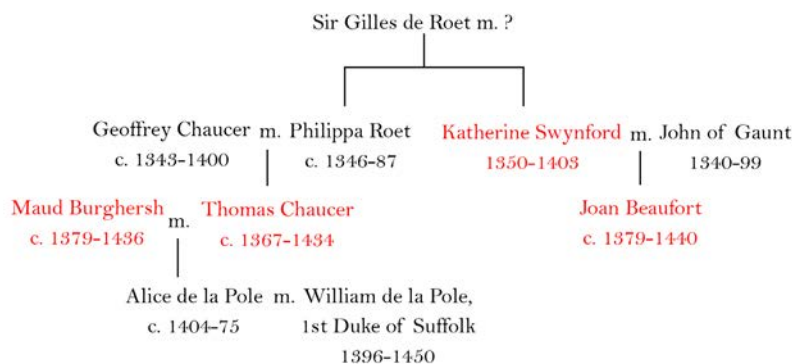 Sir Gilles de Roet m. ?
Geoffrey Chaucer m. Philippa Roet
c. 1343–1400
c. 1346–87
Katherine Swynford m. John of Gaunt
1350–1403
1340–99
Maud Burghersh m. Thomas Chaucer
c. 1379–1436
c. 1367–1434
Joan Beaufort
c. 1379–1440
Alice de la Pole m. William de la Pole,
c. 1404–75
1st Duke of Suffolk
1396–1450